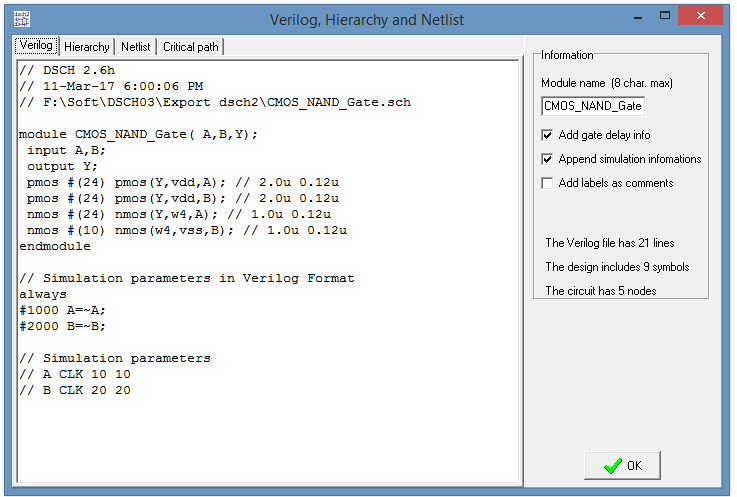 dsch2
Verilog, Hierarchy and Netlist
Verilog
Hierarchy
Netlist
Critical path
// DSCH 2.6h
// 11-Mar-17 6:00:06 PM
// F:\Soft\DSCH03\Export dsch2\CMOS_NAND_Gate.sch
module CMOS_NAND_Gate( A,B,Y);
input A,B;
output Y;
pmos #(24) pmos(Y,vdd,A); // 2.0u 0.12u
pmos #(24) pmos(Y,vdd,B); // 2.0u 0.12u
nmos #(24) nmos(Y,w4,A); // 1.0u 0.12u
nmos #(10) nmos(w4,vss,B); // 1.0u 0.12u
endmodule
// Simulation parameters in Verilog Format
always
#1000 A=~A;
#2000 B=~B;
// Simulation parameters
// A CLK 10 10
// B CLK 20 20
Information
Module name (8 char. max)
CMOS_NAND_Gate
Add gate delay info
Append simulation infomations
Add labels as comments
The Verilog file has 21 lines
The design includes 9 symbols
The circuit has 5 nodes
OK